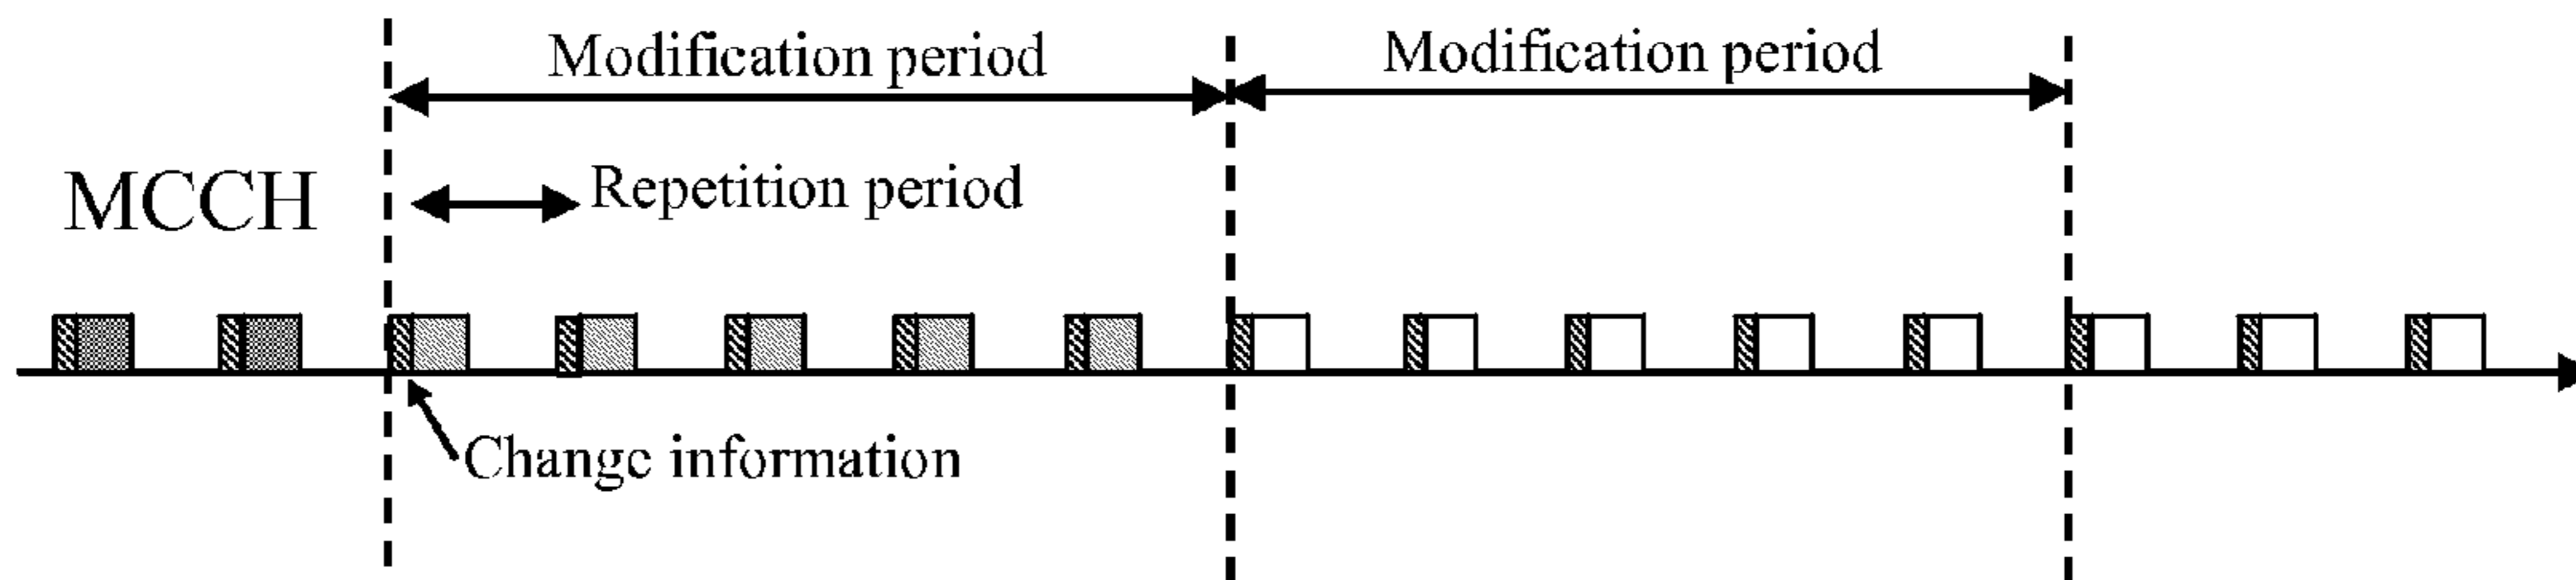 Modification period
Modification period
MCCH
Repetition period
Change information